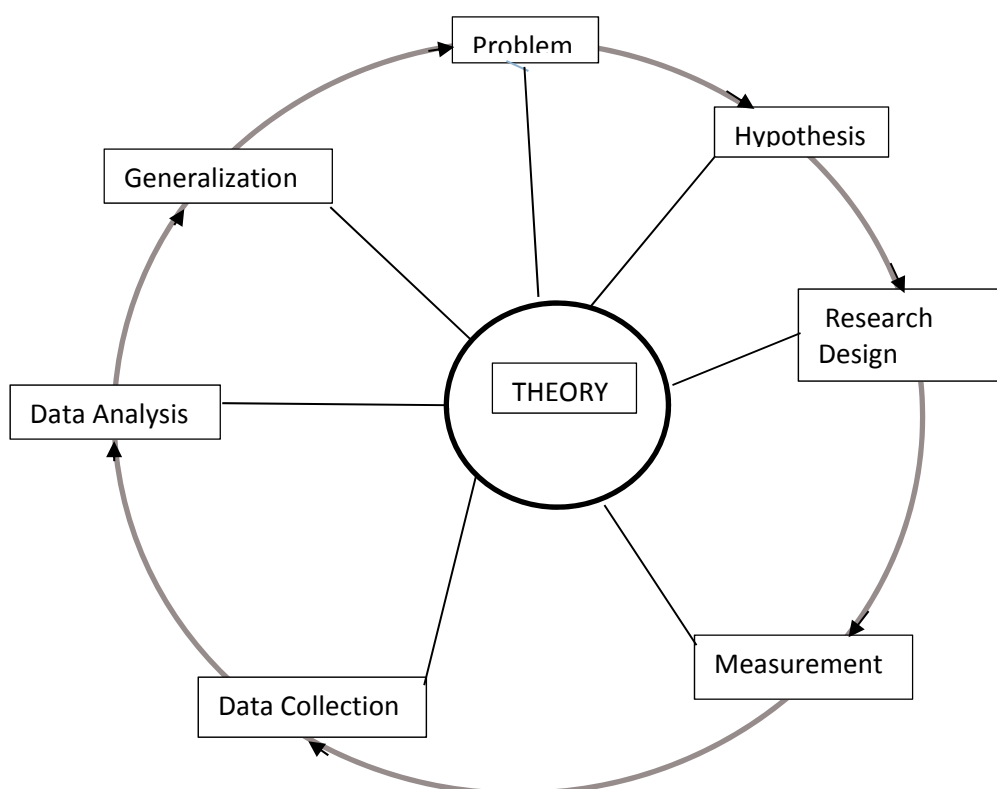 Problem
Hypothesis
Generalization
Research
Design
THEORY
Data Analysis
Measurement
Data Collection